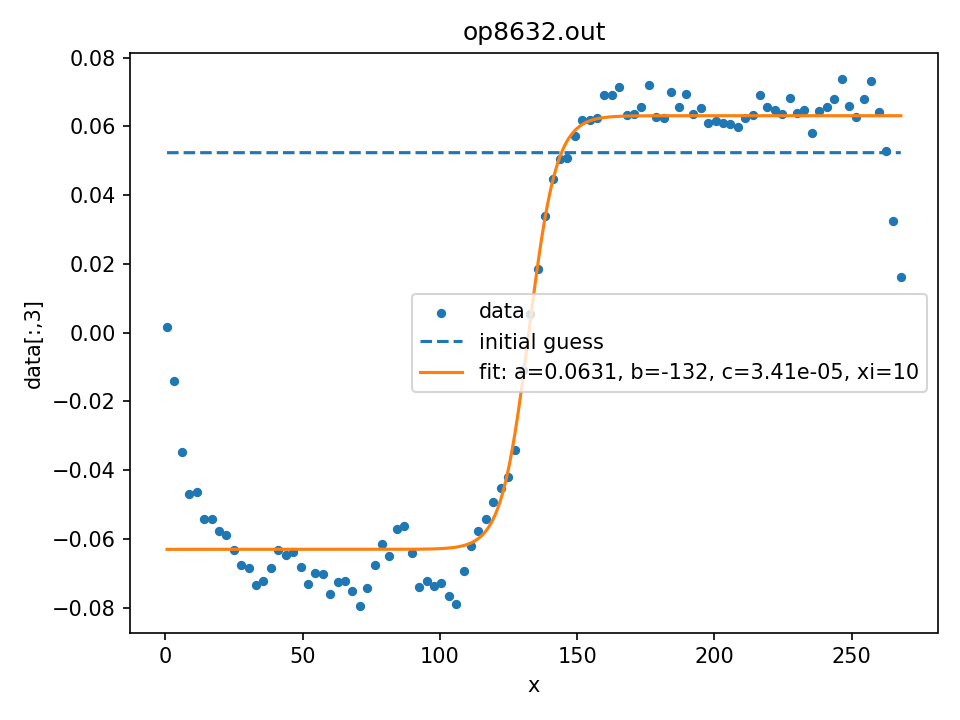 op8632.out
0.08
0.06
0.04
0.02
0.00
−0.02
−0.04
−0.06
−0.08
data[:,3]
data
initial guess
fit: a=0.0631, b=-132, c=3.41e-05, xi=10
0 50 100 150 200 250
x